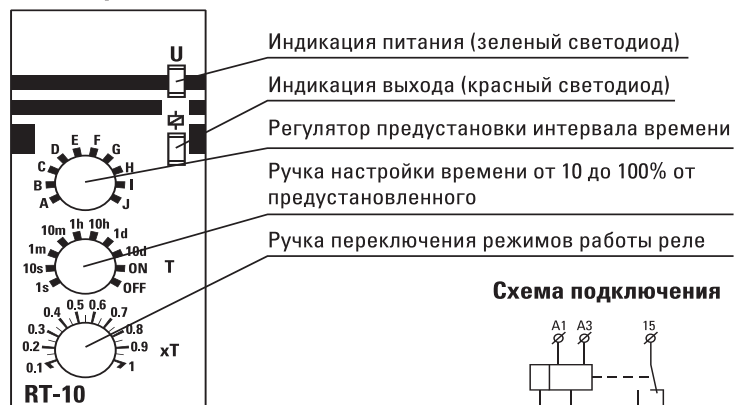 U
Индикация питания (зеленый светодиод)
Индикация выхода (красный светодиод)
Регулятор предустановки интервала времени
Ручка настройки времени от 10 до 100% от
предустановленного
Ручка переключения режимов работы реле
A B C D E F G H I J
1s 10s 1m 10m 1h 10h 1d 10d ON OFF
T
0.1 0.2 0.3 0.4 0.5 0.6 0.7 0.8 0.9 1
xT
RT-10
Схема подключения
A1 A3 15